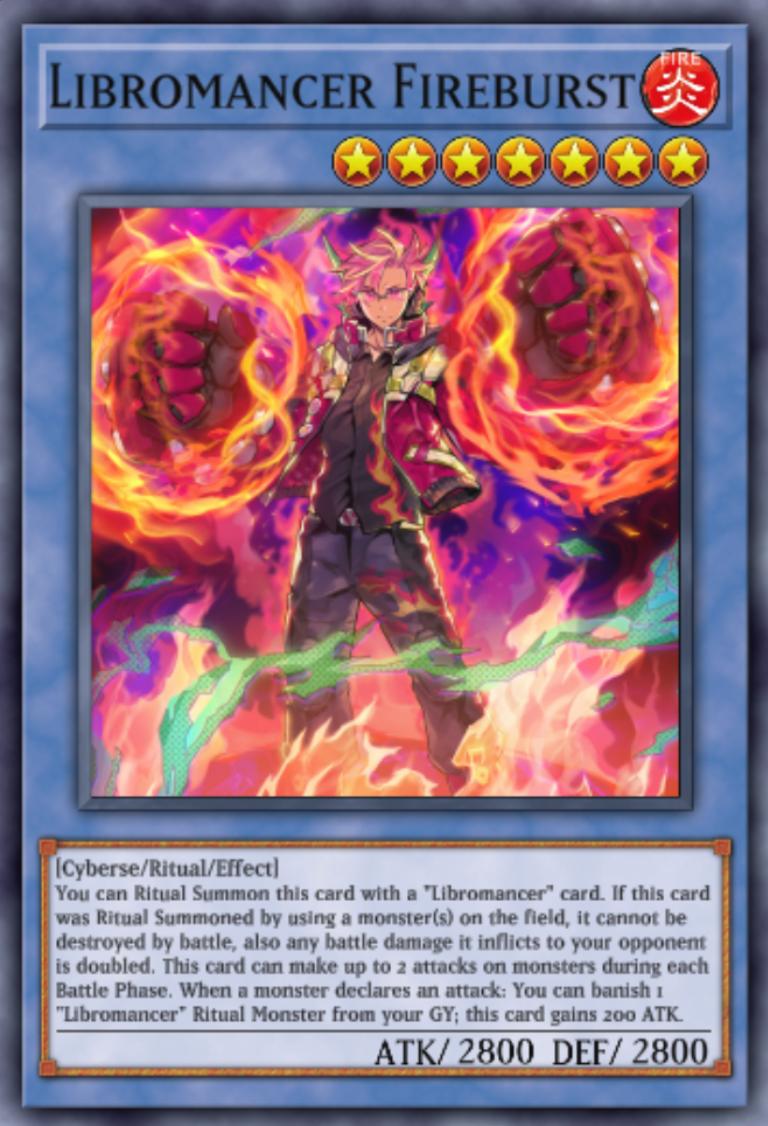 Libromancer Fireburst
FIRE
炎
[Cyberse/Ritual/Effect]
You can Ritual Summon this card with a "Libromancer" card. If this card
was Ritual Summoned by using a monster(s) on the field, it cannot be
destroyed by battle, also any battle damage it inflicts to your opponent
is doubled. This card can make up to 2 attacks on monsters during each
Battle Phase. When a monster declares an attack: You can banish 1
"Libromancer" Ritual Monster from your GY; this card gains 200 ATK.
ATK/ 2800 DEF/ 2800